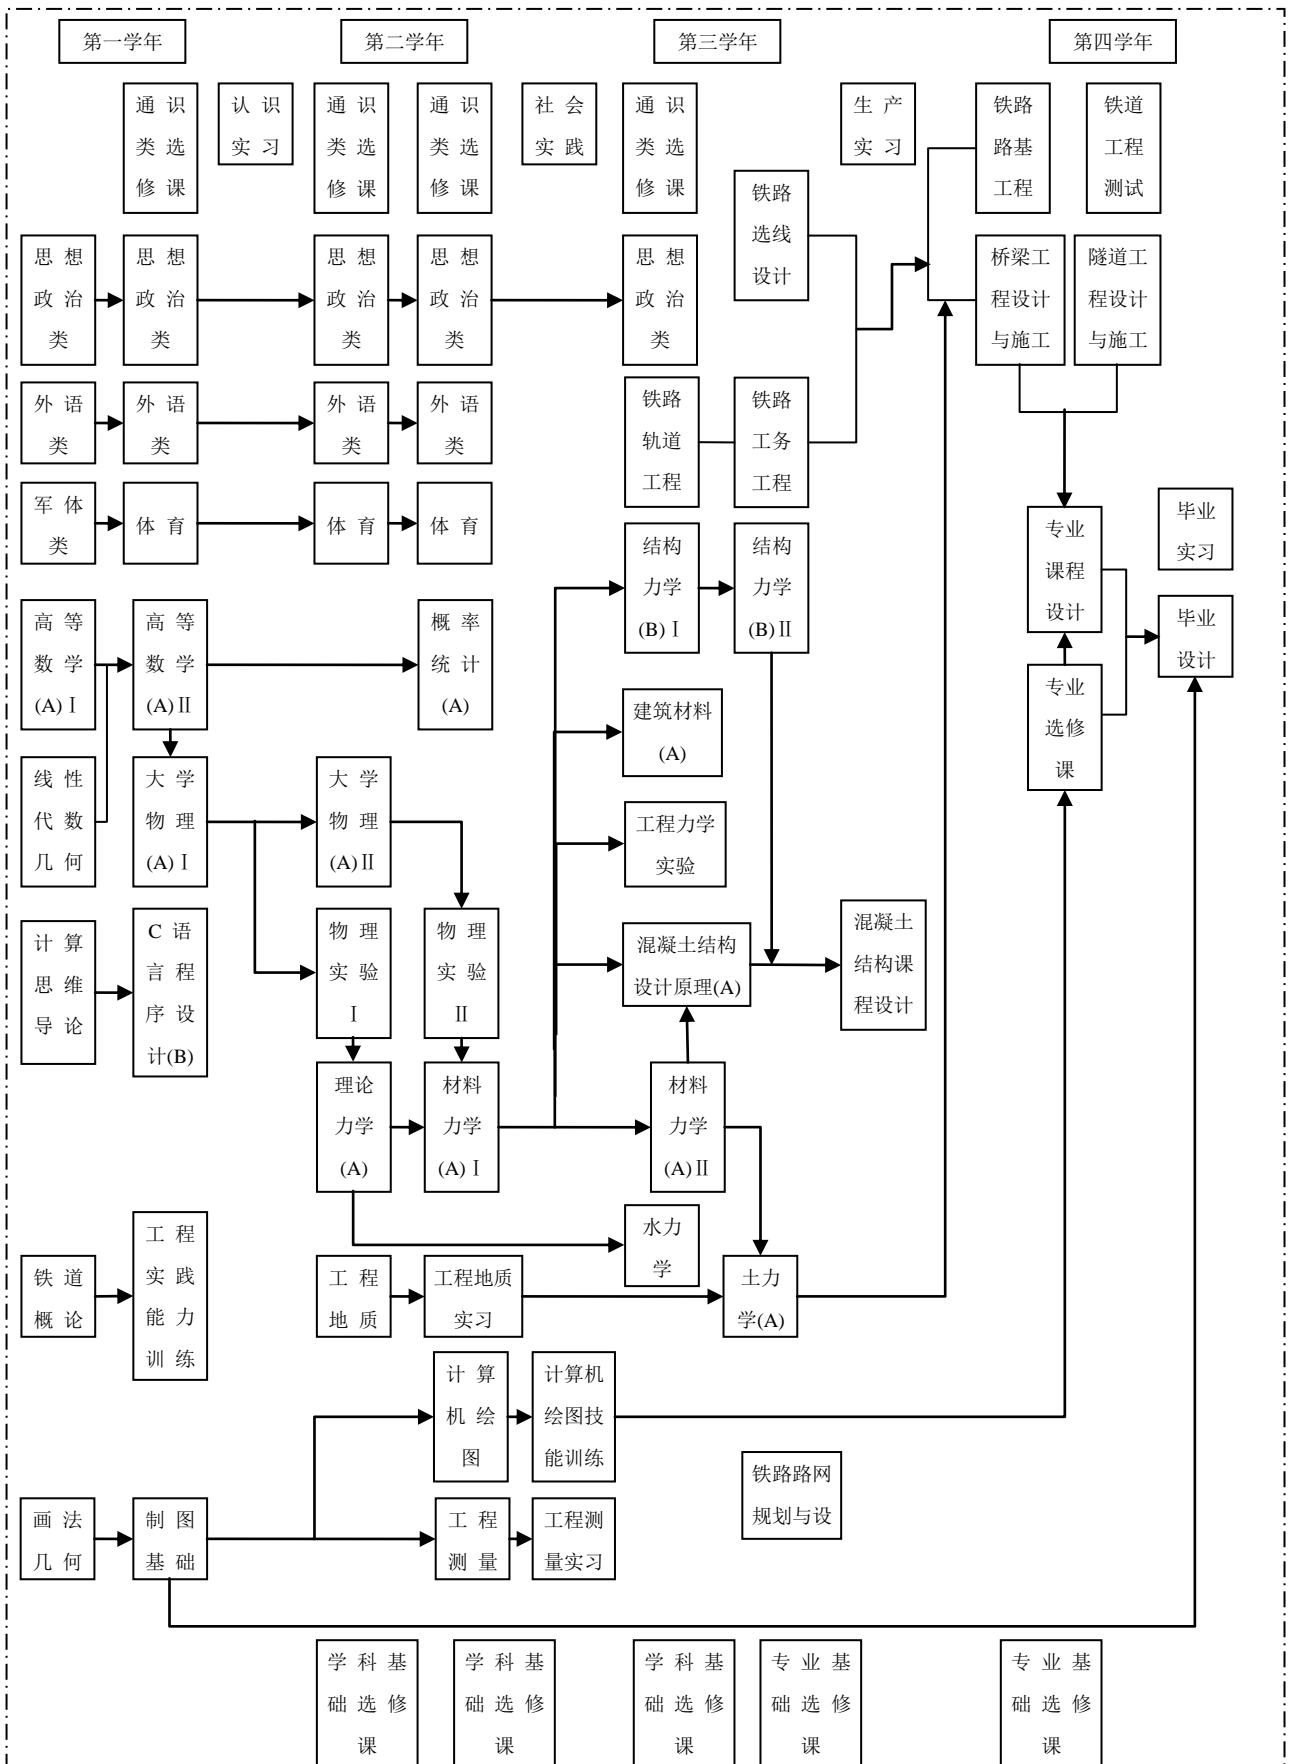 第一学年
第二学年
第三学年
第四学年
通 识
类 选
修 课
认 识
实 习
通 识
类 选
修 课
通 识
类 选
修 课
社 会
实 践
通 识
类 选
修 课
铁路
选线
设计
生 产
实 习
铁路
路基
工程
铁道
工程
测试
思 想
政 治
类
思 想
政 治
类
思 想
政 治
类
思 想
政 治
类
思 想
政 治
类
桥梁工
程设计
与施工
隧道工
程设计
与施工
外 语
类
外 语
类
外 语
类
外 语
类
铁路
轨道
工程
铁路
工务
工程
军 体
类
体 育
体 育
体 育
结构
力学
(B)Ⅰ
结构
力学
(B)Ⅱ
专业
课程
设计
毕业
实习
高 等
数 学
(A)Ⅰ
高 等
数 学
(A)Ⅱ
概 率
统 计
(A)
毕业
设计
专业
选修
课
建筑材料
(A)
线 性
代 数
几 何
大 学
物 理
(A)Ⅰ
大 学
物 理
(A)Ⅱ
工程力学
实验
计 算
思 维
导 论
C 语
言 程
序 设
计(B)
物 理
实 验
Ⅰ
物 理
实 验
Ⅱ
混凝土结构
设计原理(A)
混凝土
结构课
程设计
理论
力学
(A)
材料
力学
(A)Ⅰ
材料
力学
(A)Ⅱ
水力
学
铁 道
概 论
工 程
实 践
能 力
训 练
工 程
地 质
工程地质
实习
土力
学(A)
计 算
机 绘
图
计算机
绘图技
能训练
铁路路网
规划与设
画 法
几 何
制 图
基 础
工 程
测 量
工程测
量实习
学 科 基
础 选 修
课
学 科 基
础 选 修
课
学 科 基
础 选 修
课
专 业 基
础 选 修
课
专 业 基
础 选 修
课